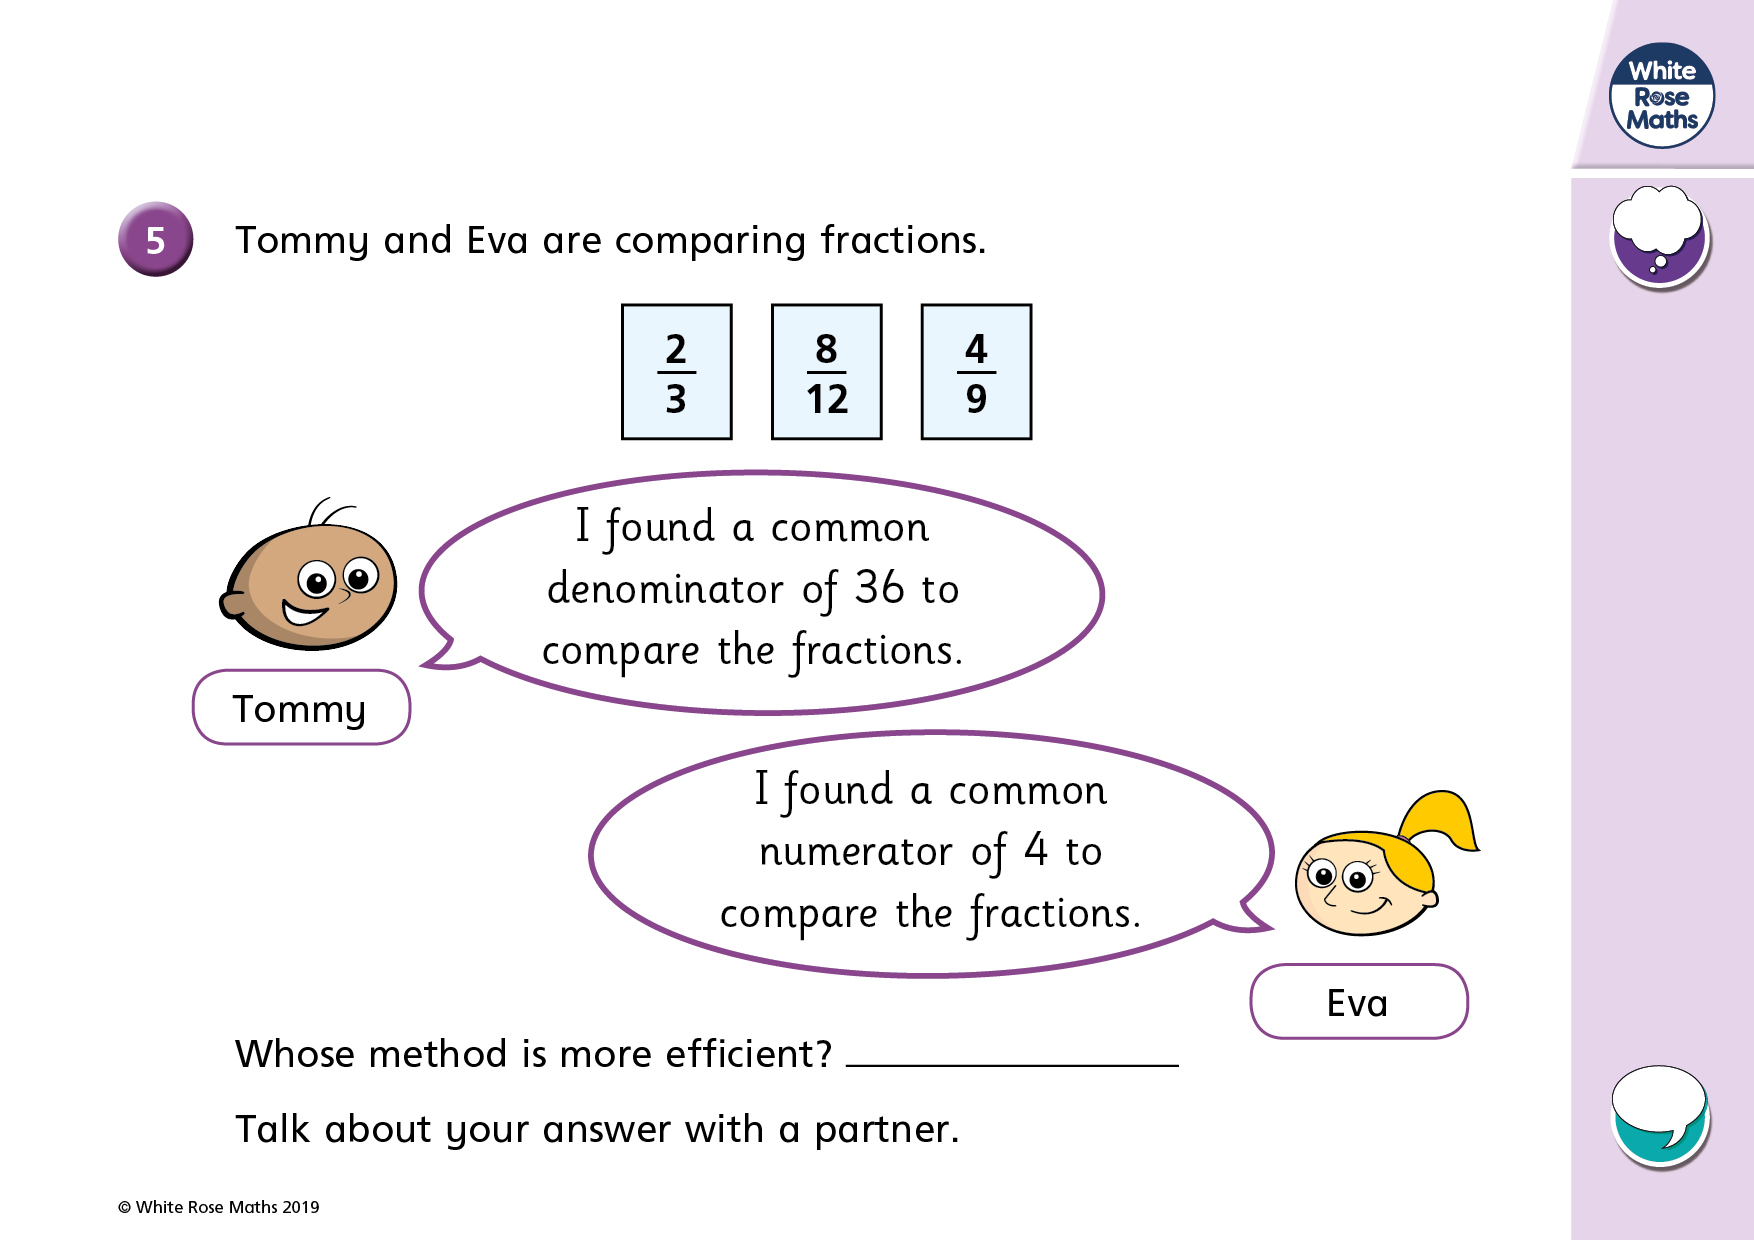 White
Rose
Maths
5 Tommy and Eva are comparing fractions.
2 8 4
3 12 9
I found a common
denominator of 36 to
compare the fractions.
Tommy
I found a common
numerator of 4 to
compare the fractions.
Eva
Whose method is more efficient? ____________
Talk about your answer with a partner.
© White Rose Maths 2019